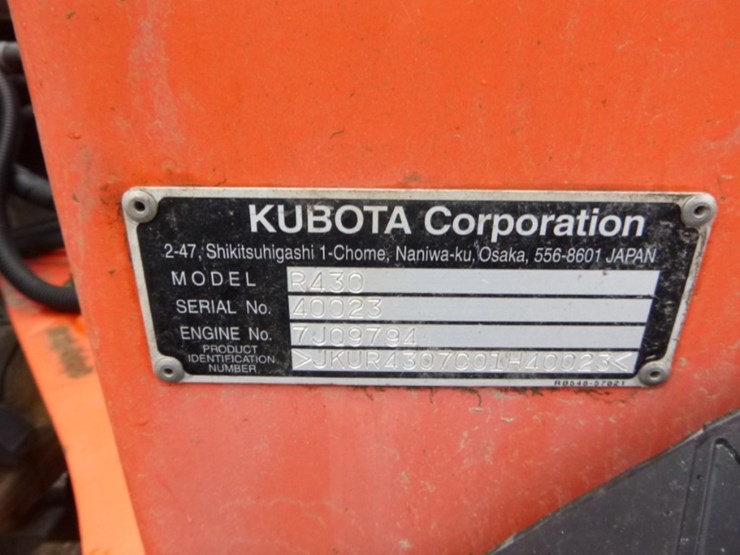 KUBOTA Corporation
2-47, Shikitsuhigashi 1-Chome, Naniwa-ku, Osaka, 556-8601 JAPAN
MODEL R430
SERIAL No. 40023
ENGINE No. 7J09794
PRODUCT IDENTIFICATION NUMBER >JKUR4307C01H40023<
RB548-57821